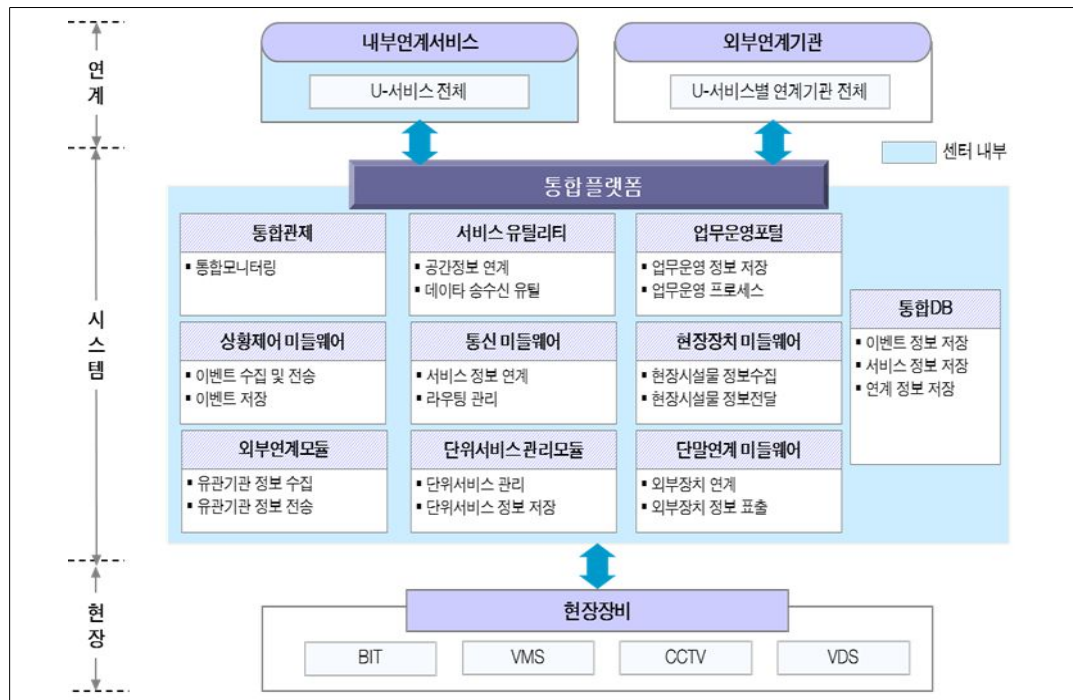 연계
내부연계서비스
U-서비스 전체
외부연계기관
U-서비스별 연계기관 전체
센터 내부
시스템
통합플랫폼
통합관제
▪ 통합모니터링
서비스 유틸리티
▪ 공간정보 연계
▪ 데이타 송수신 유틸
업무운영포털
▪ 업무운영 정보 저장
▪ 업무운영 프로세스
상황제어 미들웨어
▪ 이벤트 수집 및 전송
▪ 이벤트 저장
통신 미들웨어
▪ 서비스 정보 연계
▪ 라우팅 관리
현장장치 미들웨어
▪ 현장시설물 정보수집
▪ 현장시설물 정보전달
외부연계모듈
▪ 유관기관 정보 수집
▪ 유관기관 정보 전송
단위서비스 관리모듈
▪ 단위서비스 관리
▪ 단위서비스 정보 저장
단말연계 미들웨어
▪ 외부장치 연계
▪ 외부장치 정보 표출
통합DB
▪ 이벤트 정보 저장
▪ 서비스 정보 저장
▪ 연계 정보 저장
현장
현장장비
BIT
VMS
CCTV
VDS